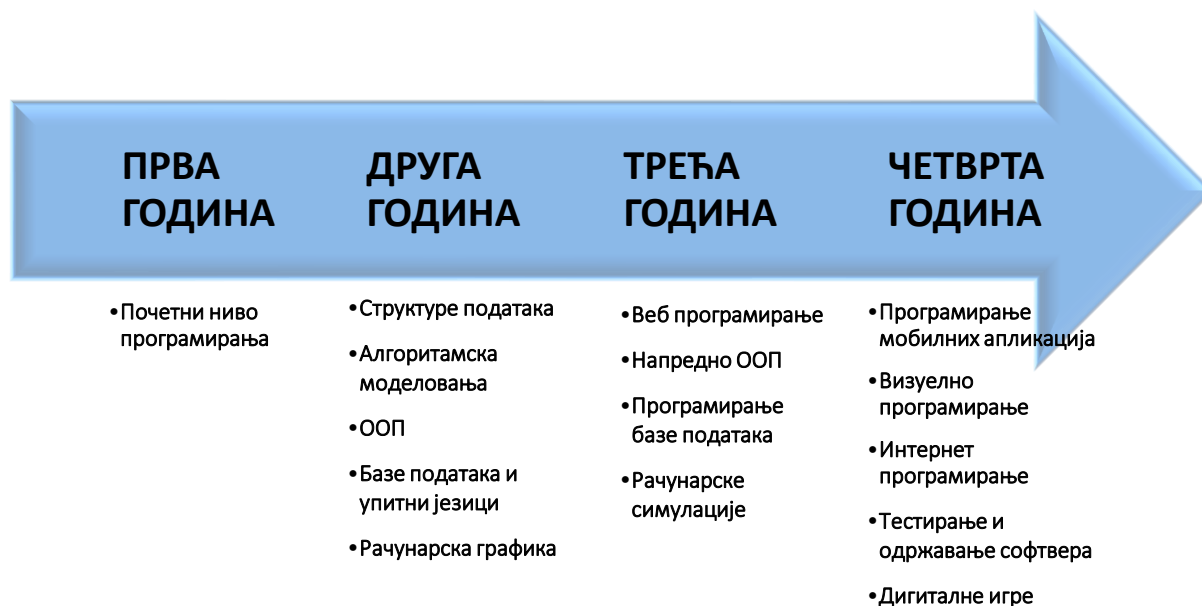 ПРВА
ГОДИНА
•Почетни ниво
програмирања
ДРУГА
ГОДИНА
•Структуре података
•Алгоритамска
моделовања
•ООП
•Базе података и
упитни језици
•Рачунарска графика
ТРЕЋА
ГОДИНА
•Веб програмирање
•Напредно ООП
•Програмирање
базе података
•Рачунарске
симулације
ЧЕТВРТА
ГОДИНА
•Програмирање
мобилних апликација
•Визуелно
програмирање
•Интернет
програмирање
•Тестирање и
одржавање софтвера
•Дигиталне игре